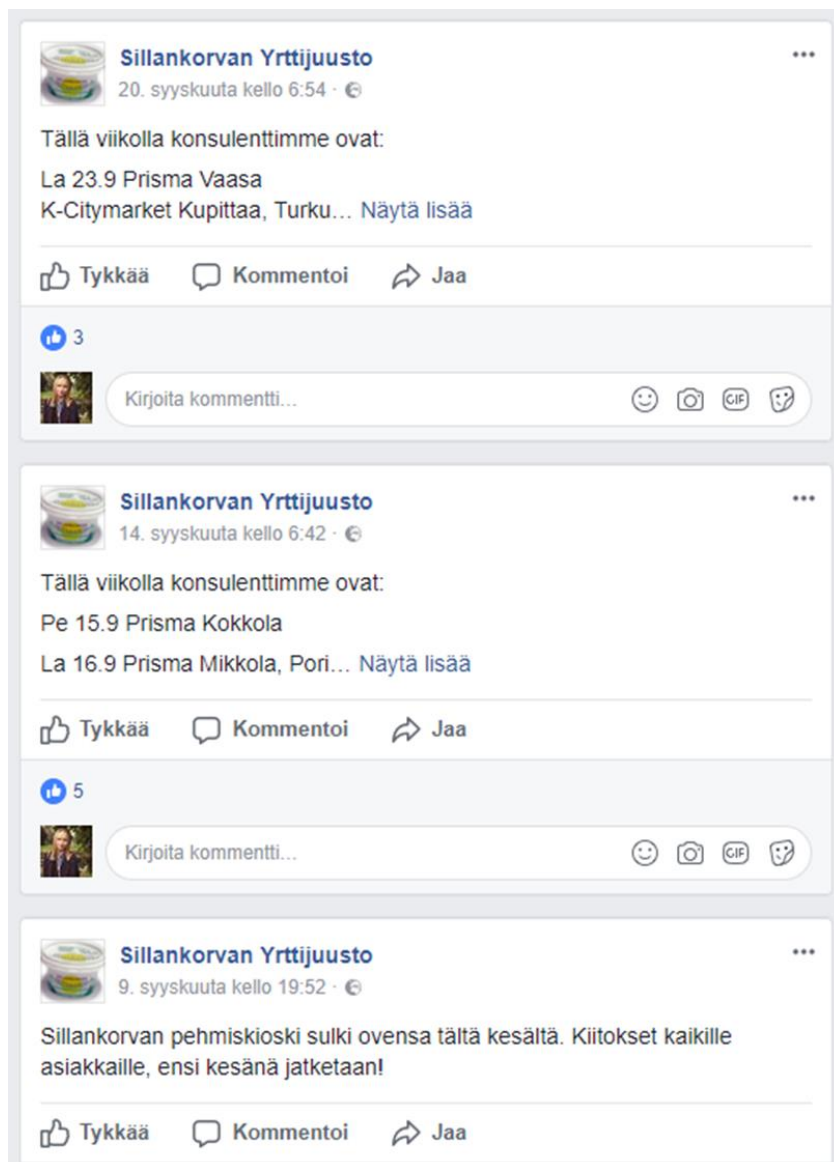 Sillankorvan Yrttijuusto
20. syyskuuta kello 6:54 ·
Tällä viikolla konsulenttimme ovat:
La 23.9 Prisma Vaasa
K-Citymarket Kupittaa, Turku... Näytä lisää
Tykkää Kommentoi Jaa
3
Kirjoita kommentti...
GIF
Sillankorvan Yrttijuusto
14. syyskuuta kello 6:42 ·
Tällä viikolla konsulenttimme ovat:
Pe 15.9 Prisma Kokkola
La 16.9 Prisma Mikkola, Pori... Näytä lisää
Tykkää Kommentoi Jaa
5
Kirjoita kommentti...
GIF
Sillankorvan Yrttijuusto
9. syyskuuta kello 19:52 ·
Sillankorvan pehmiskioski sulki ovensa tältä kesältä. Kiitokset kaikille
asiakkaille, ensi kesänä jatketaan!
Tykkää Kommentoi Jaa